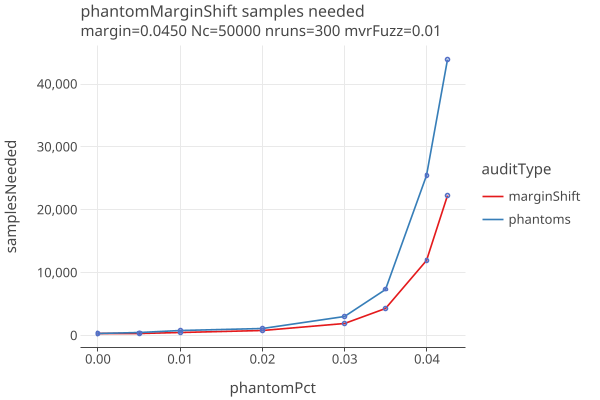 phantomMarginShift samples needed
margin=0.0450 Nc=50000 nruns=300 mvrFuzz=0.01
samplesNeeded
40,000
30,000
20,000
10,000
0
0.00 0.01 0.02 0.03 0.04
phantomPct
auditType
marginShift
phantoms